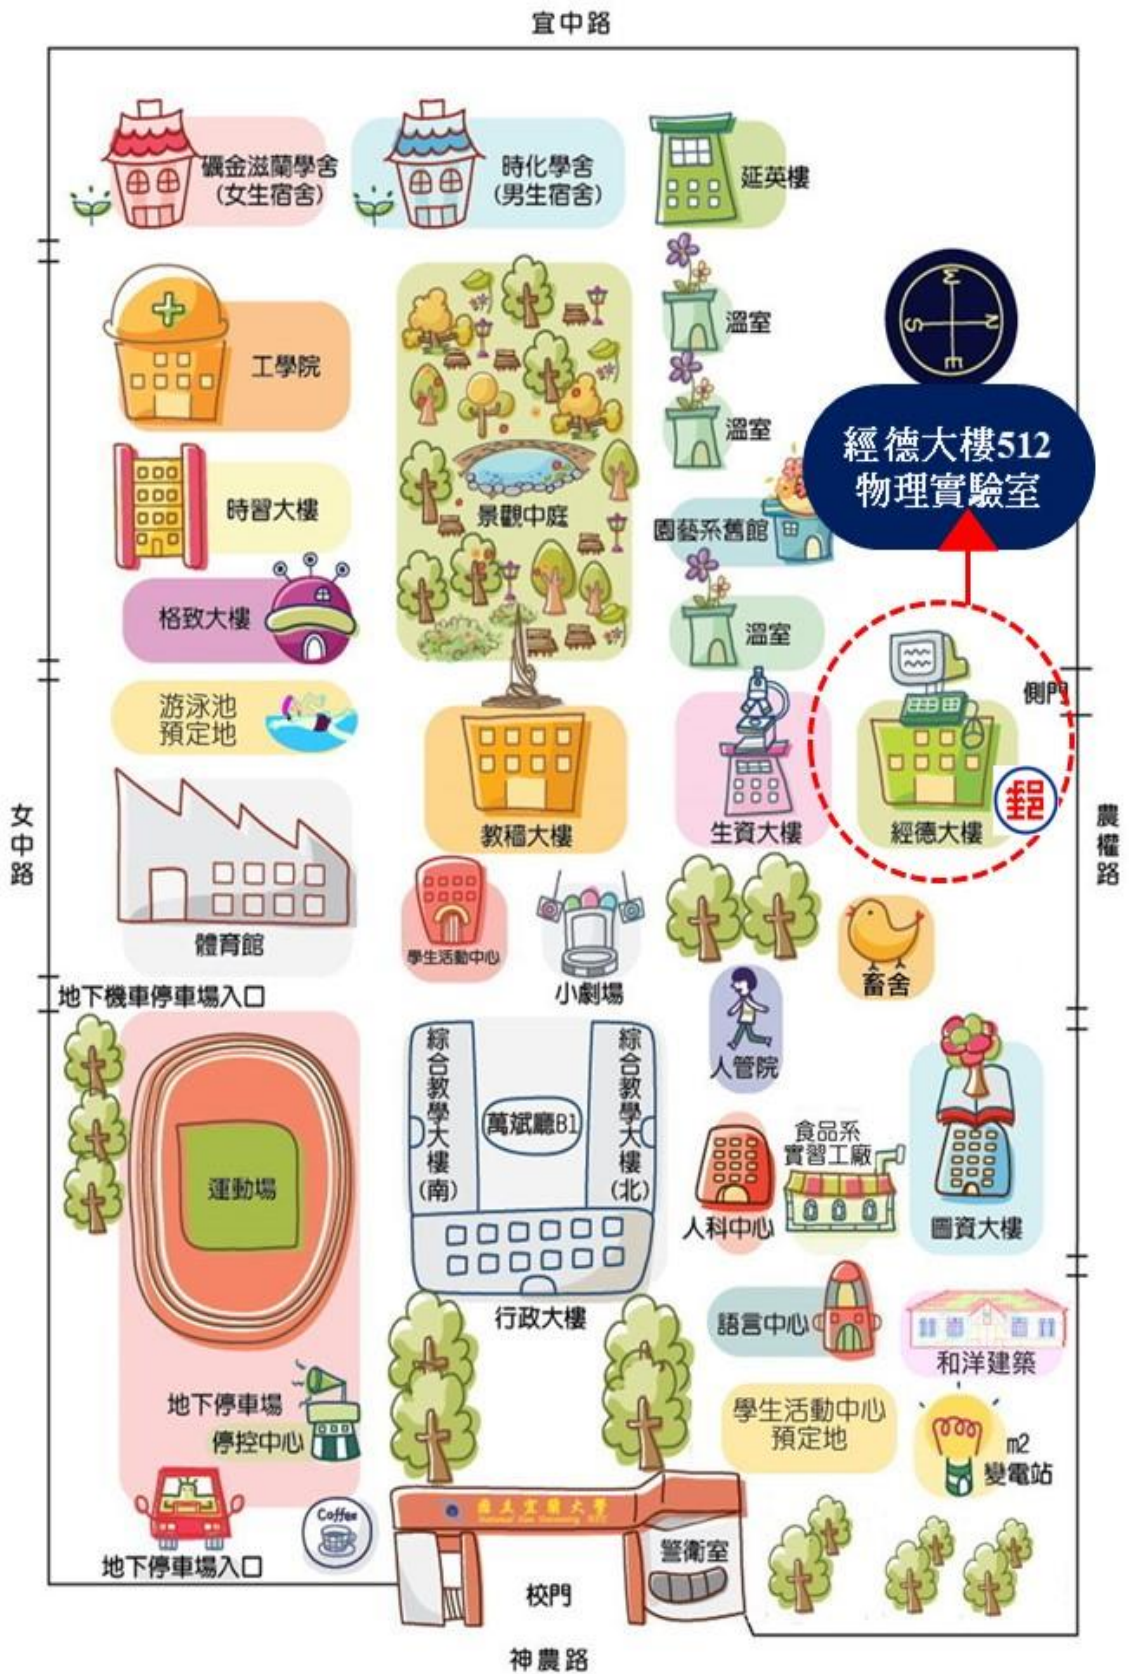 宜中路
礪金滋蘭學舍
(女生宿舍)
時化學舍
(男生宿舍)
延英樓
W
S
N
E
溫室
工學院
溫室
經德大樓512
物理實驗室
時習大樓
景觀中庭
園藝系舊館
格致大樓
溫室
游泳池
預定地
側門
郵
教穡大樓
生資大樓
經德大樓
女中路
農權路
體育館
學生活動中心
小劇場
畜舍
地下機車停車場入口
綜合教學大樓(南)
綜合教學大樓(北)
萬斌廳B1
人管院
運動場
食品系
實習工廠
人科中心
圖資大樓
行政大樓
語言中心
和洋建築
地下停車場
停控中心
學生活動中心
預定地
m2
變電站
Coffee
國立宜蘭大學
地下停車場入口
警衛室
校門
神農路